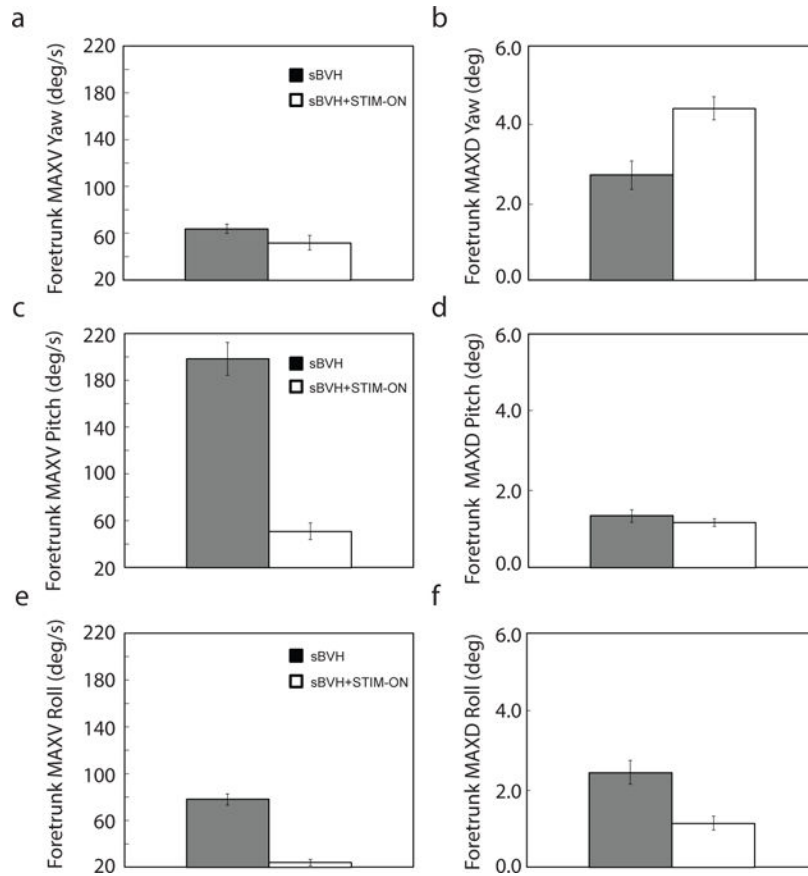 a
Foretrunk MAXV Yaw (deg/s)
220
180
140
100
60
20
sBVH
sBVH+STIM-ON
b
Foretrunk MAXD Yaw (deg)
6.0
4.0
2.0
0.0
c
Foretrunk MAXV Pitch (deg/s)
220
180
140
100
60
20
sBVH
sBVH+STIM-ON
d
Foretrunk MAXD Pitch (deg)
6.0
4.0
2.0
0.0
e
Foretrunk MAXV Roll (deg/s)
220
180
140
100
60
20
sBVH
sBVH+STIM-ON
f
Foretrunk MAXD Roll (deg)
6.0
4.0
2.0
0.0